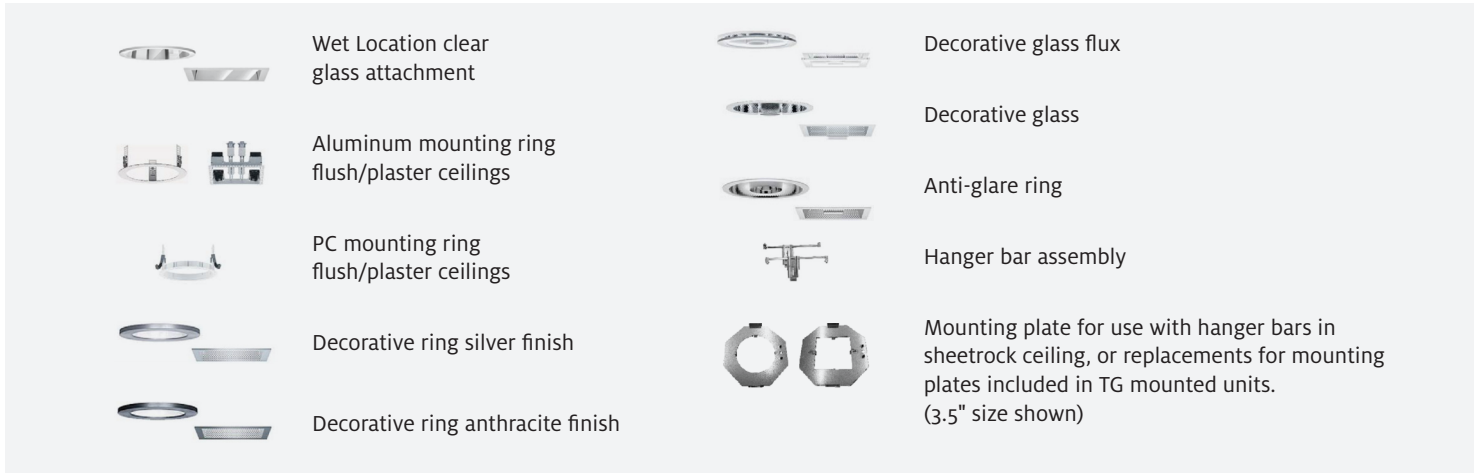 Wet Location clear
glass attachment
Aluminum mounting ring
flush/plaster ceilings
PC mounting ring
flush/plaster ceilings
Decorative ring silver finish
Decorative ring anthracite finish
Decorative glass flux
Decorative glass
Anti-glare ring
Hanger bar assembly
Mounting plate for use with hanger bars in
sheetrock ceiling, or replacements for mounting
plates included in TG mounted units.
(3.5" size shown)